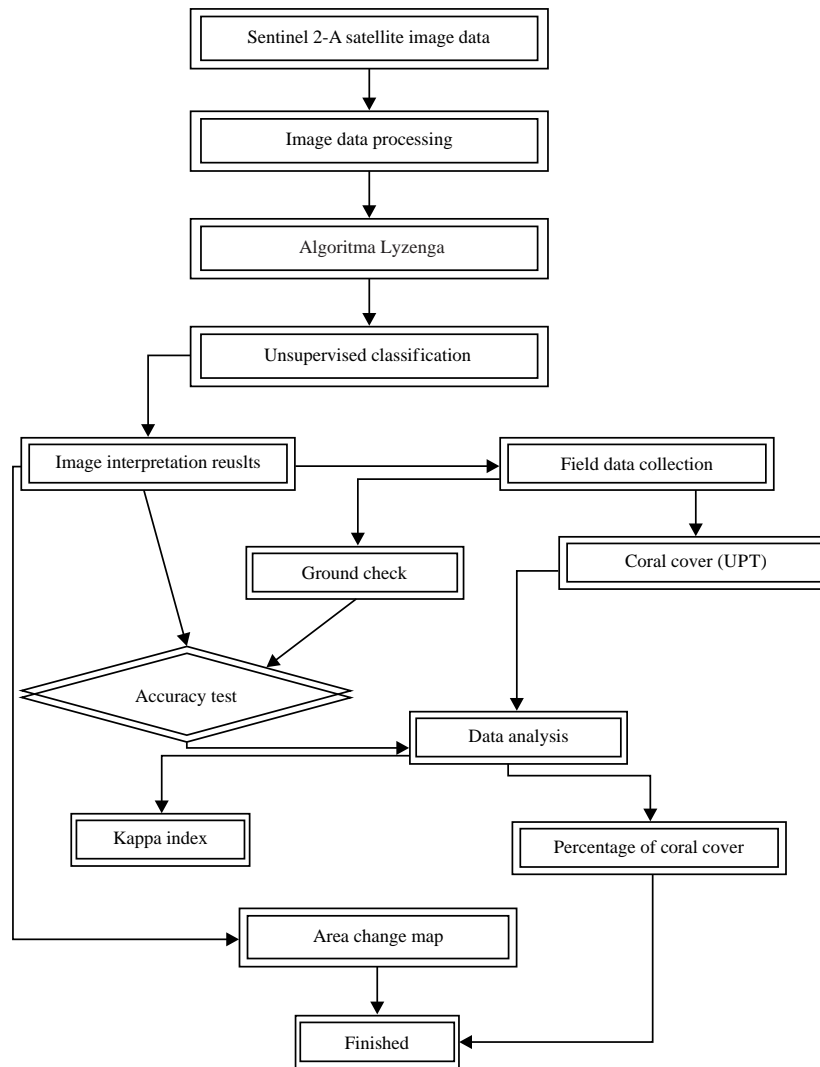 Sentinel 2-A satellite image data
Image data processing
Algoritma Lyzenga
Unsupervised classification
Image interpretation reuslts
Field data collection
Ground check
Coral cover (UPT)
Accuracy test
Data analysis
Kappa index
Percentage of coral cover
Area change map
Finished